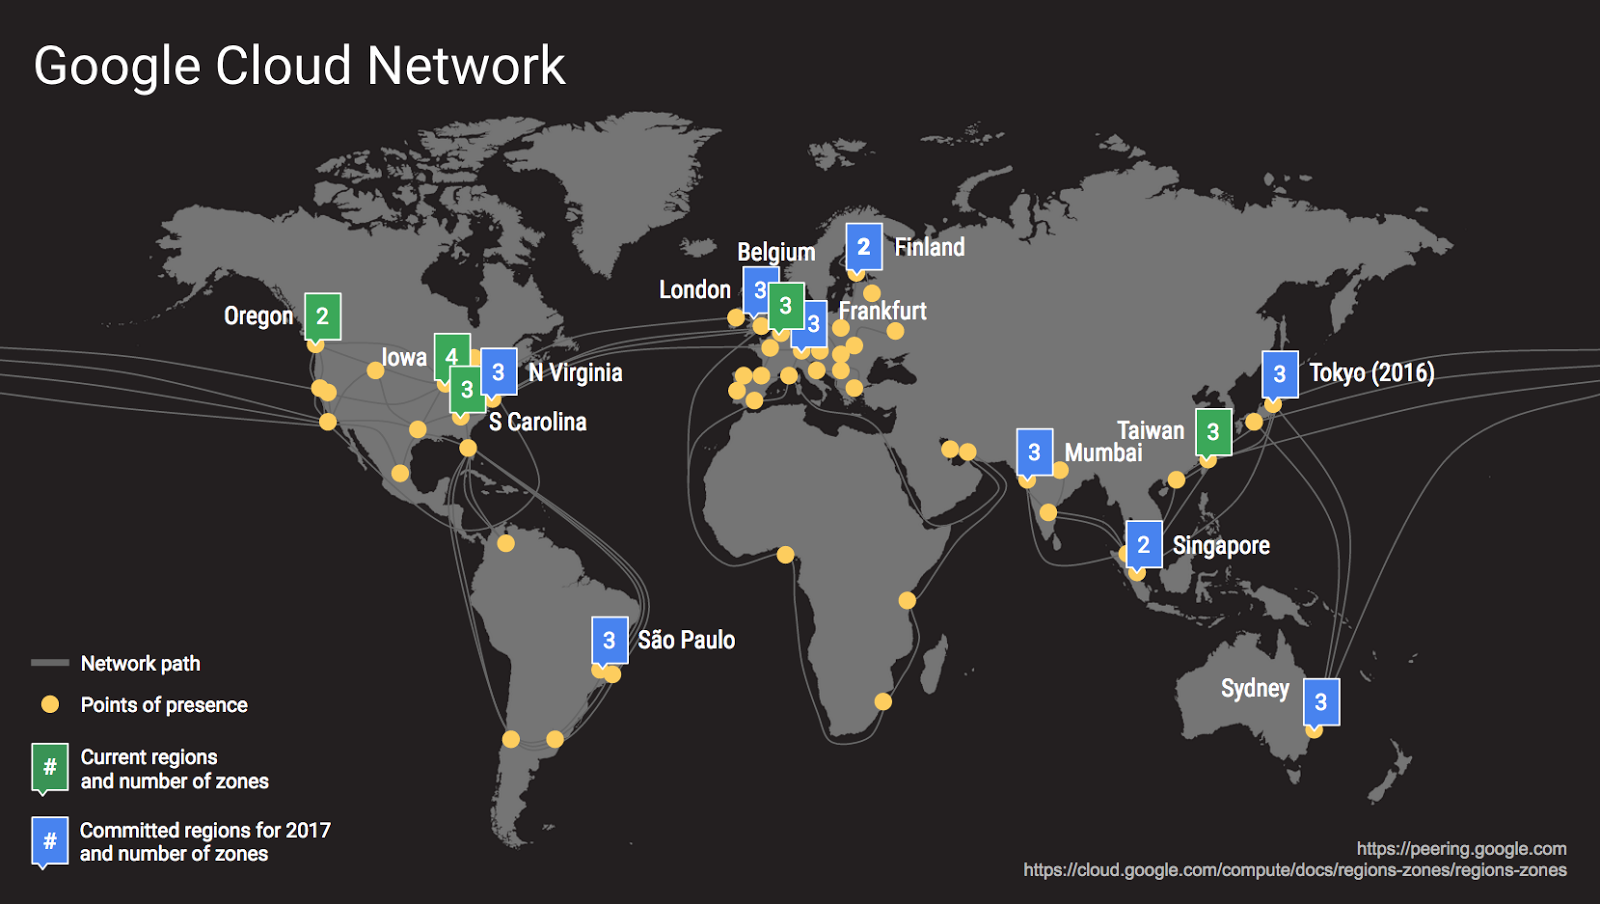 Google Cloud Network
2
Finland
Belgium
London
3
3
3
Frankfurt
Oregon
2
Iowa
4
3
3
N Virginia
S Carolina
3
Tokyo (2016)
Taiwan
3
3
Mumbai
2
Singapore
3
São Paulo
Sydney
3
Network path
Points of presence
#
Current regions
and number of zones
#
Committed regions for 2017
and number of zones
https://peering.google.com
https://cloud.google.com/compute/docs/regions-zones/regions-zones